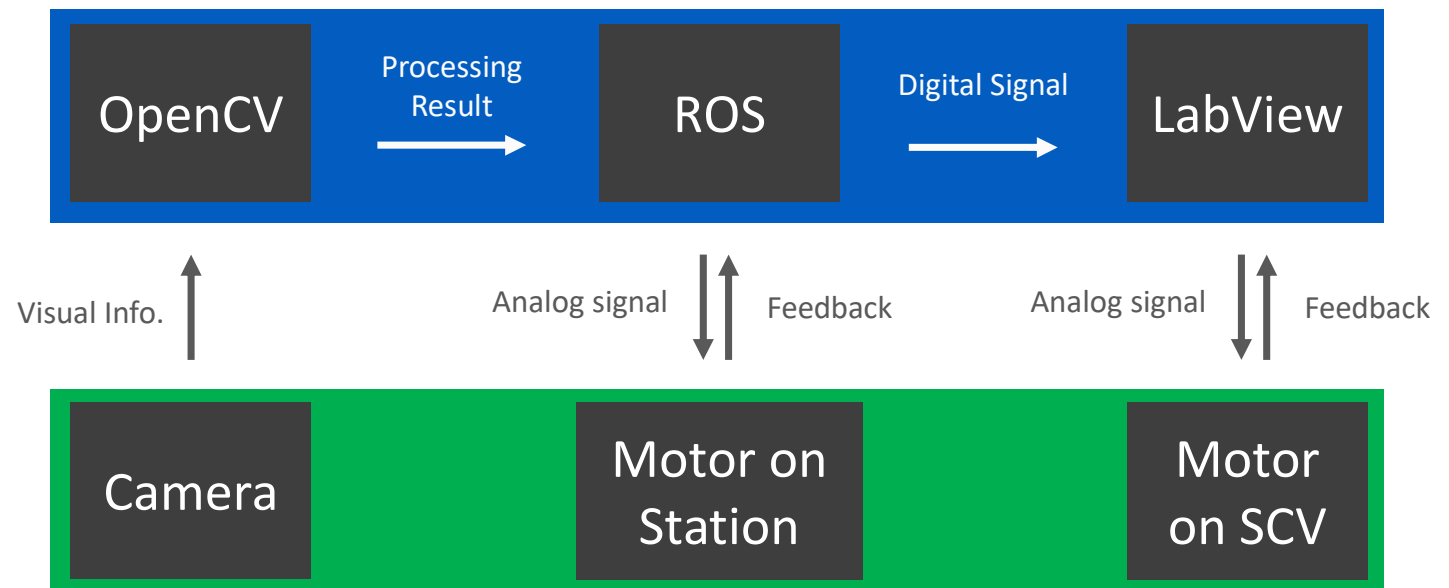 OpenCV
Processing
Result
ROS
Digital Signal
LabView
Visual Info.
Analog signal
Feedback
Analog signal
Feedback
Camera
Motor on
Station
Motor
on SCV